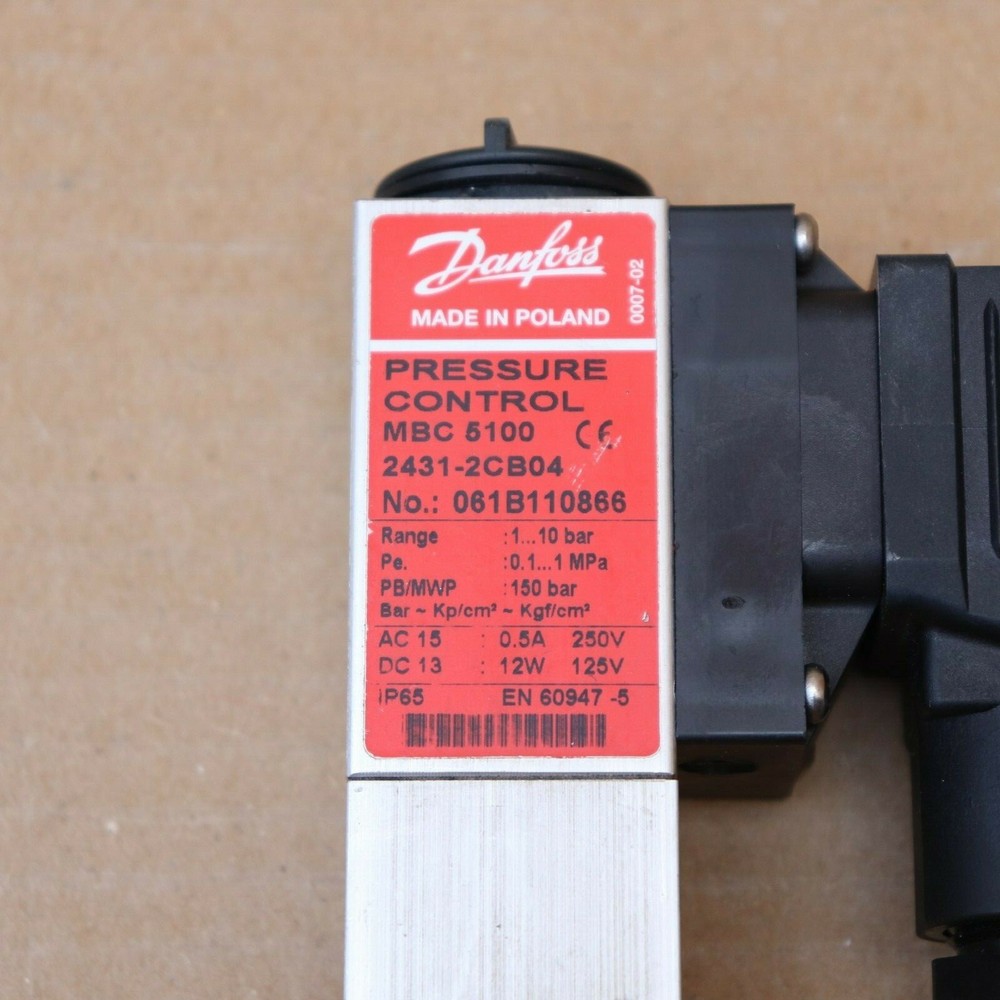 Danfoss
MADE IN POLAND
0007-02
PRESSURE
CONTROL
MBC 5100 CE
2431-2CB04
No.: 061B110866
Range :1...10 bar
Pe. :0.1...1 MPa
PB/MWP :150 bar
Bar ~ Kp/cm² ~ Kgf/cm²
AC 15 : 0.5A 250V
DC 13 : 12W 125V
IP65 EN 60947 -5